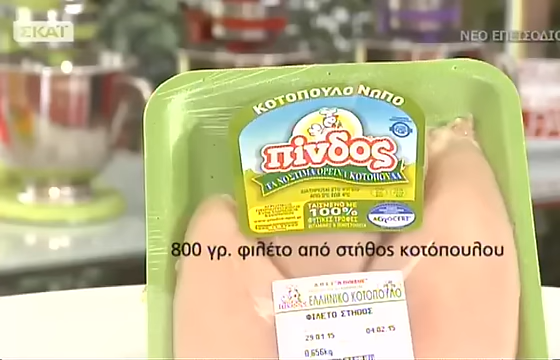 ΣΚΑΪ
ΝΕΟ ΕΠΕΙΣΟΔΙΟ
ΚΟΤΟΠΟΥΛΟ ΝΩΠΟ
πίνδος
ΤΑ ΝΟΣΤΙΜΑ ΟΡΕΙΝΑ ΚΟΤΟΠΟΥΛΑ
ΤΑΪΣΜΕΝΟ ΜΕ
100%
ΦΥΤΙΚΕΣ ΤΡΟΦΕΣ
AGROCERT
800 γρ. φιλέτο από στήθος κοτόπουλου
ΕΛΛΗΝΙΚΟ ΚΟΤΟΠΟΥΛΟ
ΦΙΛΕΤΟ ΣΤΗΘΟΣ
29.01.15 04.02.15
0.656kg